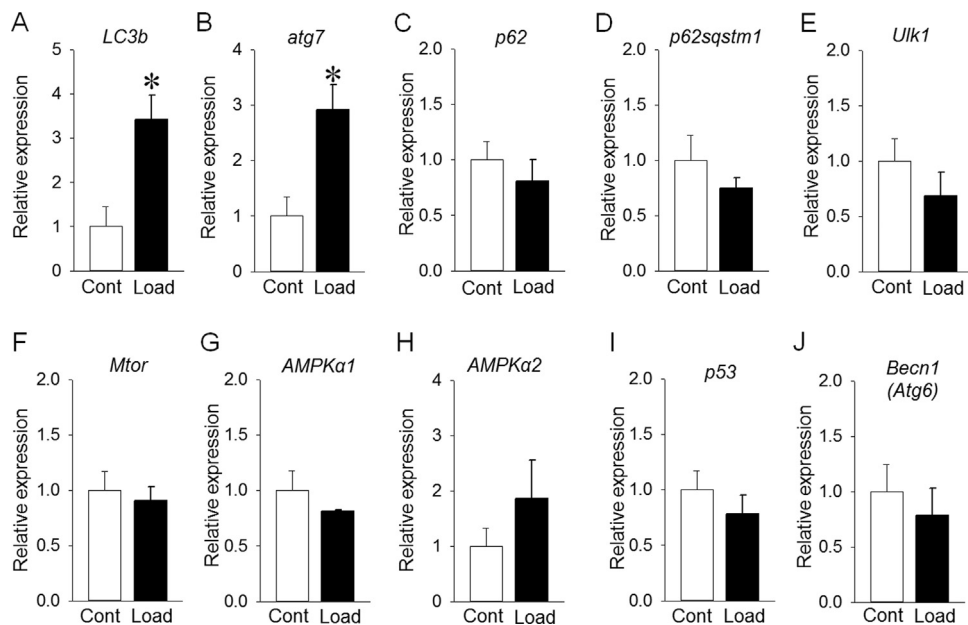 A
LC3b
Relative expression
5
4
3
2
1
0
*
Cont Load
B
atg7
Relative expression
4
3
2
1
0
*
Cont Load
C
p62
Relative expression
2.0
1.5
1.0
0.5
0.0
Cont Load
D
p62sqstm1
Relative expression
2.0
1.5
1.0
0.5
0.0
Cont Load
E
Ulk1
Relative expression
2.0
1.5
1.0
0.5
0.0
Cont Load
F
Mtor
Relative expression
2.0
1.5
1.0
0.5
0.0
Cont Load
G
AMPKα1
Relative expression
2.0
1.5
1.0
0.5
0.0
Cont Load
H
AMPKα2
Relative expression
4
3
2
1
0
Cont Load
I
p53
Relative expression
2.0
1.5
1.0
0.5
0.0
Cont Load
J
Becn1
(Atg6)
Relative expression
2.0
1.5
1.0
0.5
0.0
Cont Load